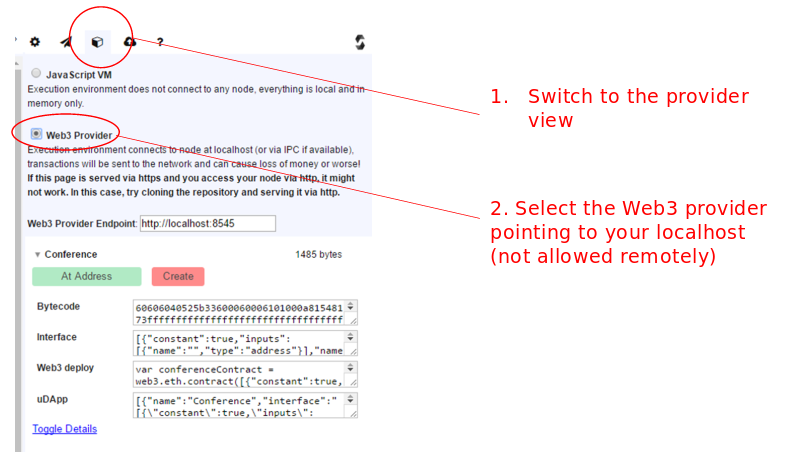 ?
JavaScript VM
Execution environment does not connect to any node, everything is local and in
memory only.
Web3 Provider
Execution environment connects to node at localhost (or via IPC if available),
transactions will be sent to the network and can cause loss of money or worse!
If this page is served via https and you access your node via http, it might
not work. In this case, try cloning the repository and serving it via http.
Web3 Provider Endpoint: http://localhost:8545
Conference 1485 bytes
At Address Create
Bytecode
60606040525b33600060006101000a815481
73ffffffffffffffffffffffffffffffffff
Interface
[{"constant":true,"inputs":
[{"name":"","type":"address"}],"name
Web3 deploy
var conferenceContract =
web3.eth.contract([{"constant":true,
uDApp
[{"name":"Conference","interface":"
[{\"constant\":true,\"inputs\":
Toggle Details
1. Switch to the provider
view
2. Select the Web3 provider
pointing to your localhost
(not allowed remotely)